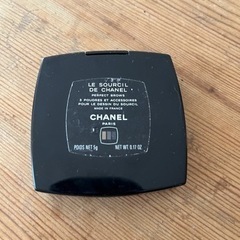 LE SOURCIL
DE CHANEL
PERFECT BROWS
3 POUDRES ET ACCESSOIRES
POUR LE DESSIN DU SOURCIL
MADE IN FRANCE
CHANEL
PARIS
POIDS NET 5g NET WT. 0.17 OZ.